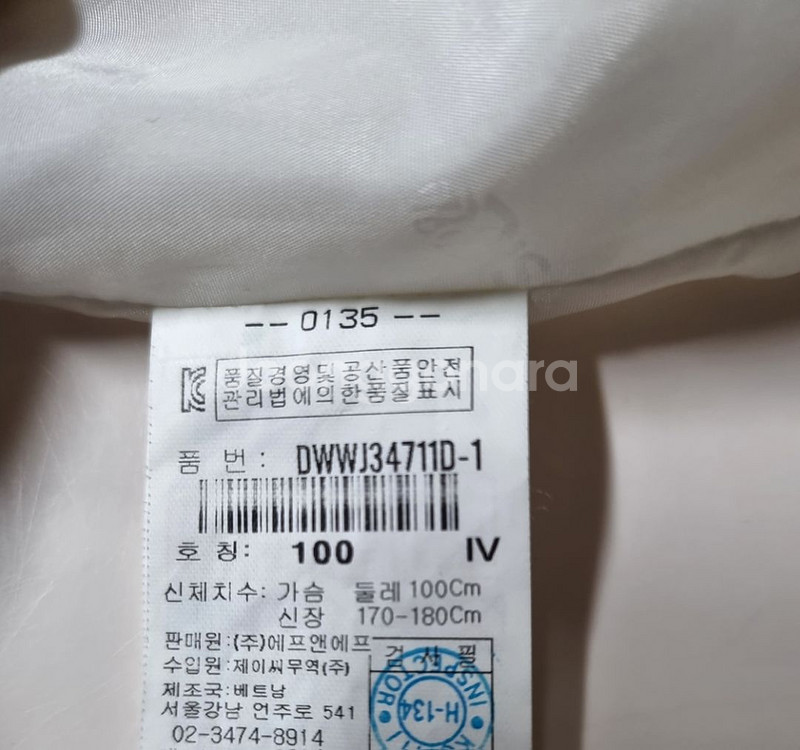 -- 0135 --
품질경영및공산품안전
관리법에의한품질표시
품 번 : DWWJ34711D-1
호 칭: 100 IV
신체치수: 가슴 둘레 100Cm
신장 170-180Cm
판매원:(주)에프앤에프
수입원:제이씨무역(주)
검 사 필
제조국:베트남
INSPECTOR
H-134
서울강남 언주로 541
02-3474-8914